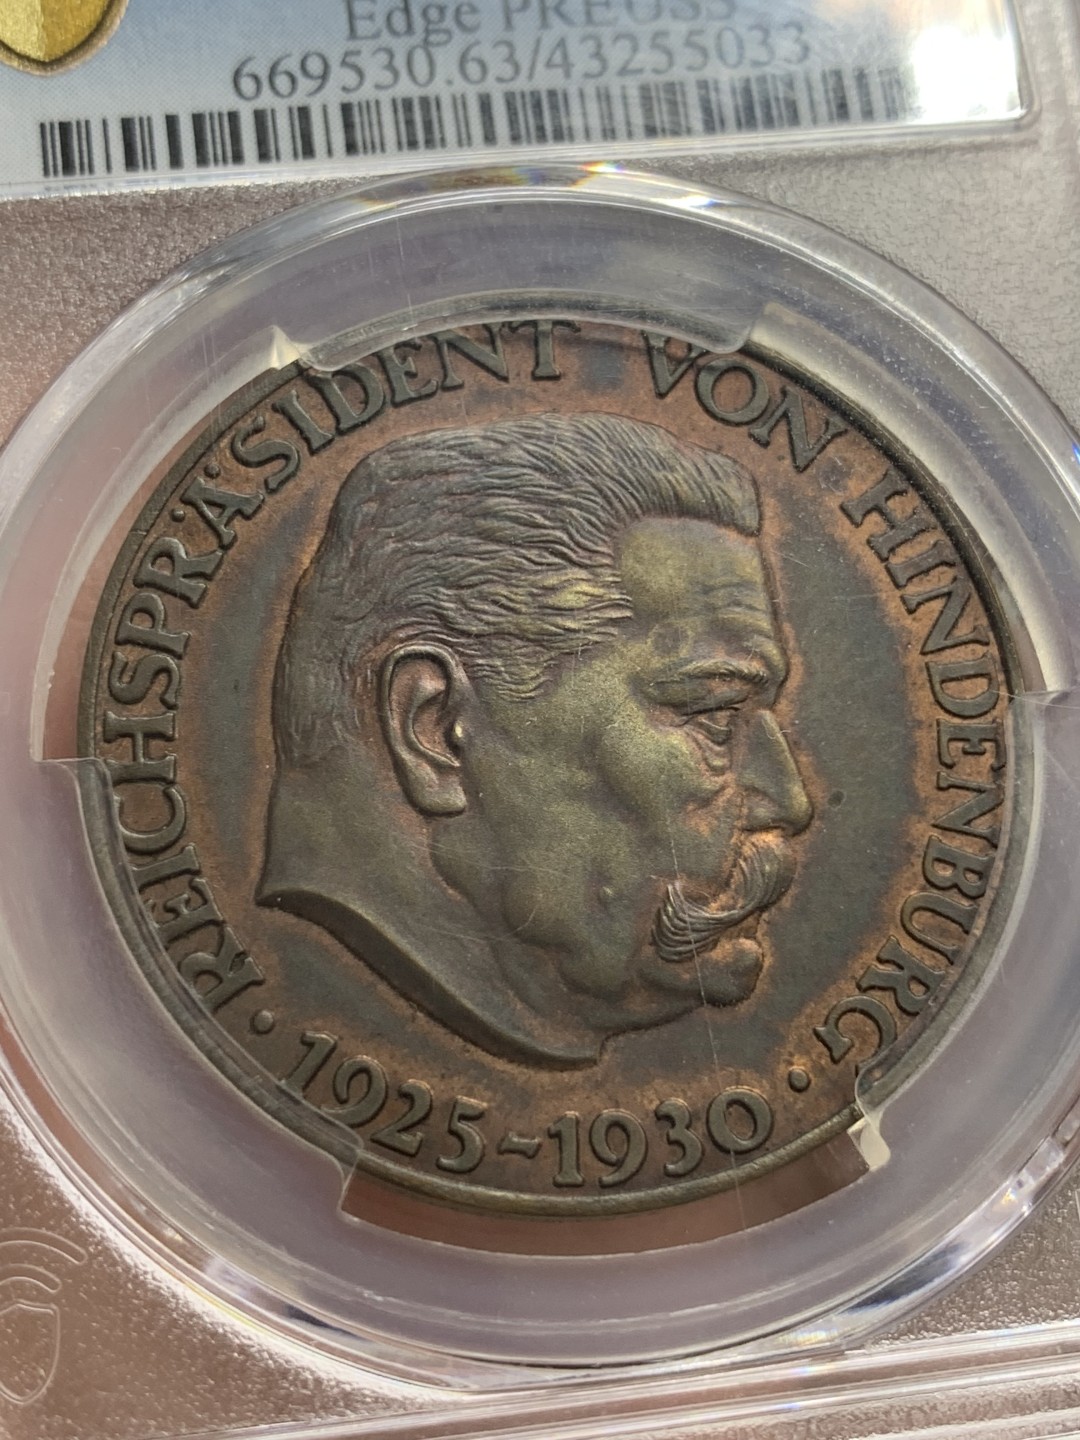 Edge PREUSS
669530.63/43255033
REICHSPRÄSIDENT VON HINDENBURG
· 1925-1930 ·